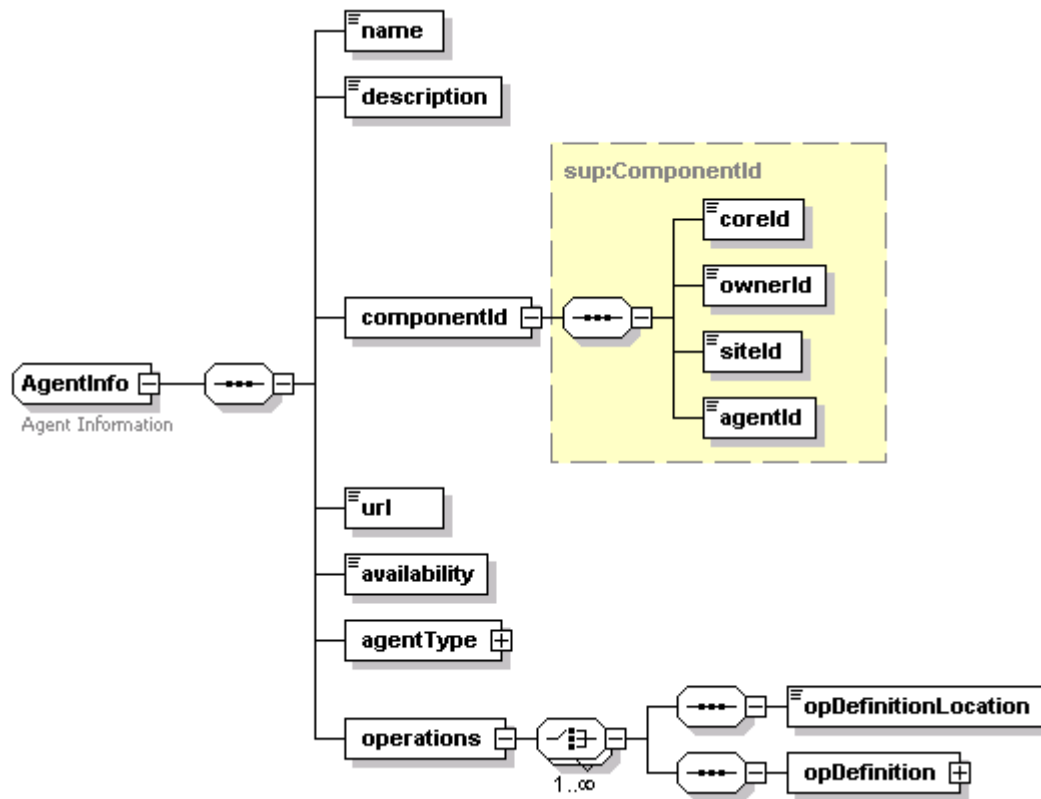 name
description
sup:ComponentId
coreId
ownerId
componentId
siteId
AgentInfo
agentId
Agent Information
url
availability
agentType
opDefinitionLocation
operations
opDefinition
1..∞